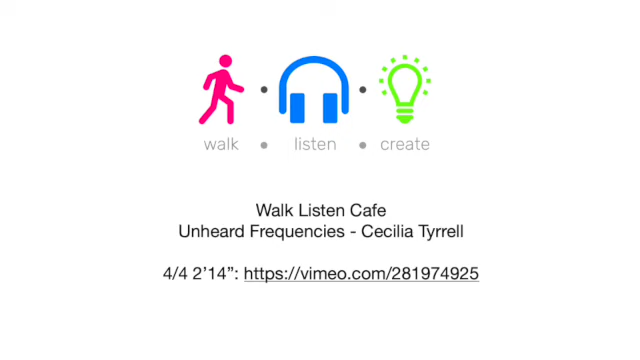 walk • listen • create
Walk Listen Cafe
Unheard Frequencies - Cecilia Tyrrell
4/4 2’14”: https://vimeo.com/281974925